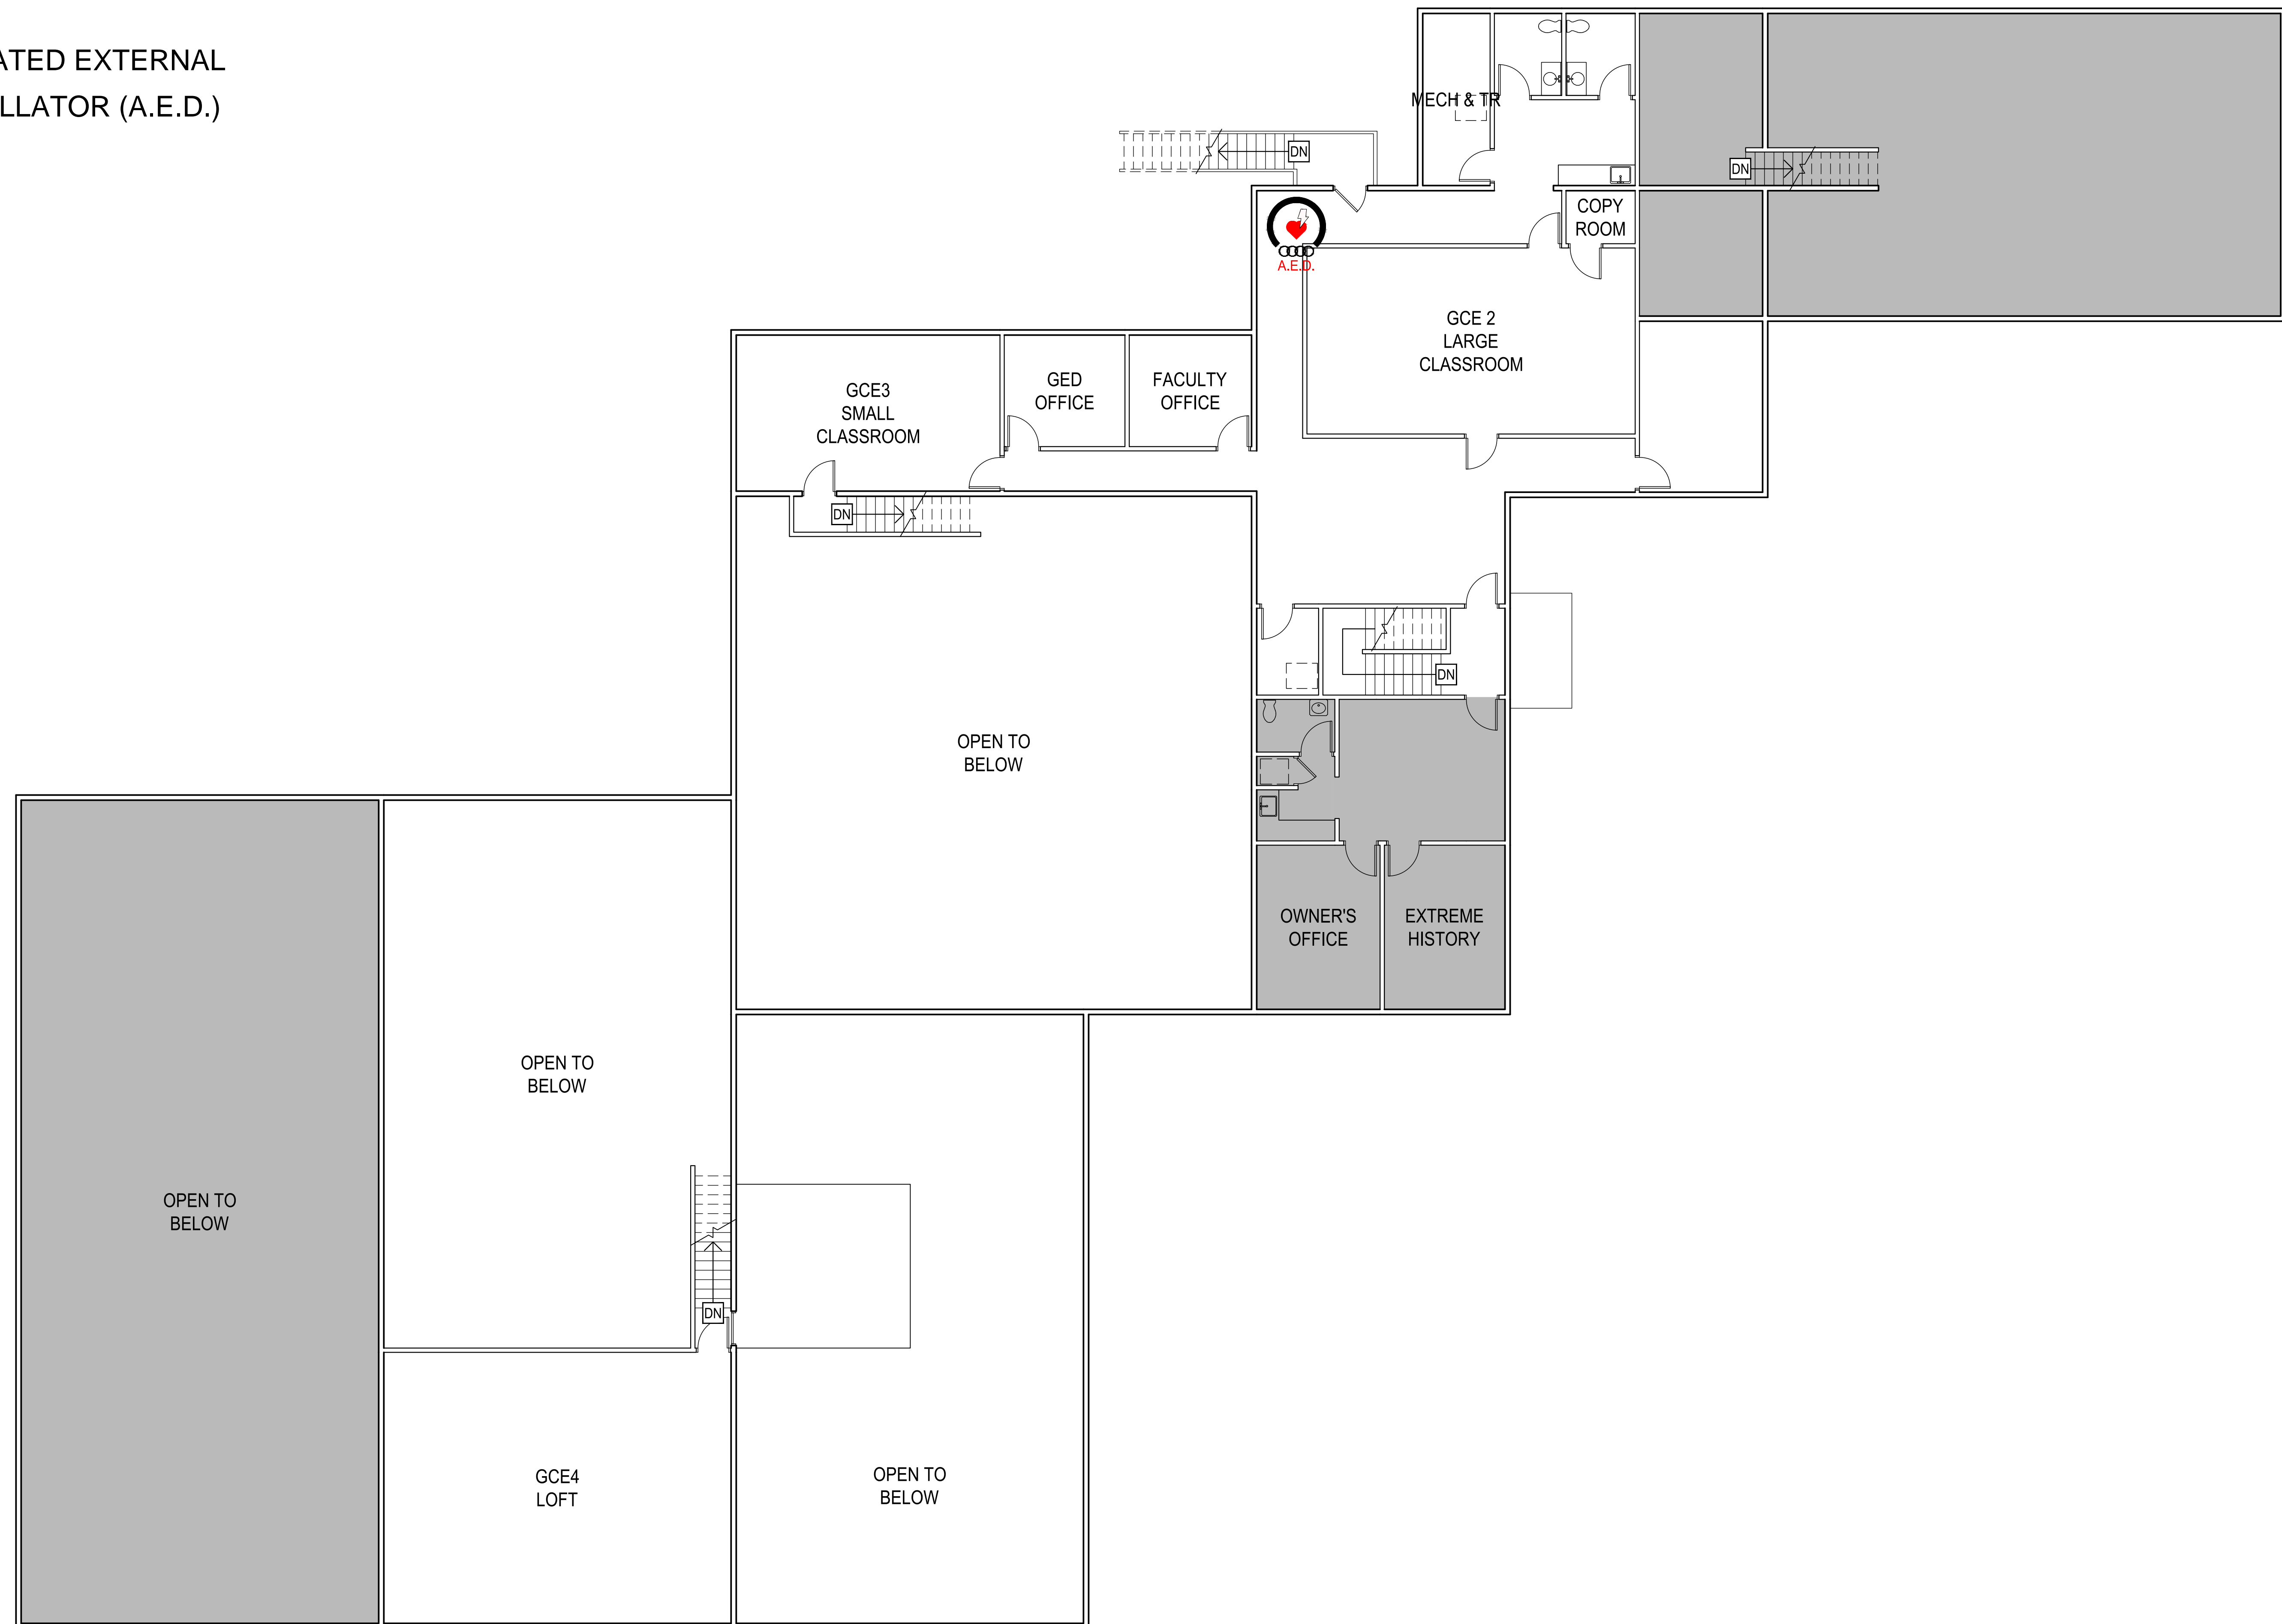 ATED EXTERNAL
LLATOR (A.E.D.)
MECH & TR
DN
DN
COPY
ROOM
A.E.D.
GCE 2
LARGE
CLASSROOM
GCE3
SMALL
CLASSROOM
GED
OFFICE
FACULTY
OFFICE
DN
DN
OPEN TO
BELOW
OWNER'S
OFFICE
EXTREME
HISTORY
OPEN TO
BELOW
OPEN TO
BELOW
DN
GCE4
LOFT
OPEN TO
BELOW